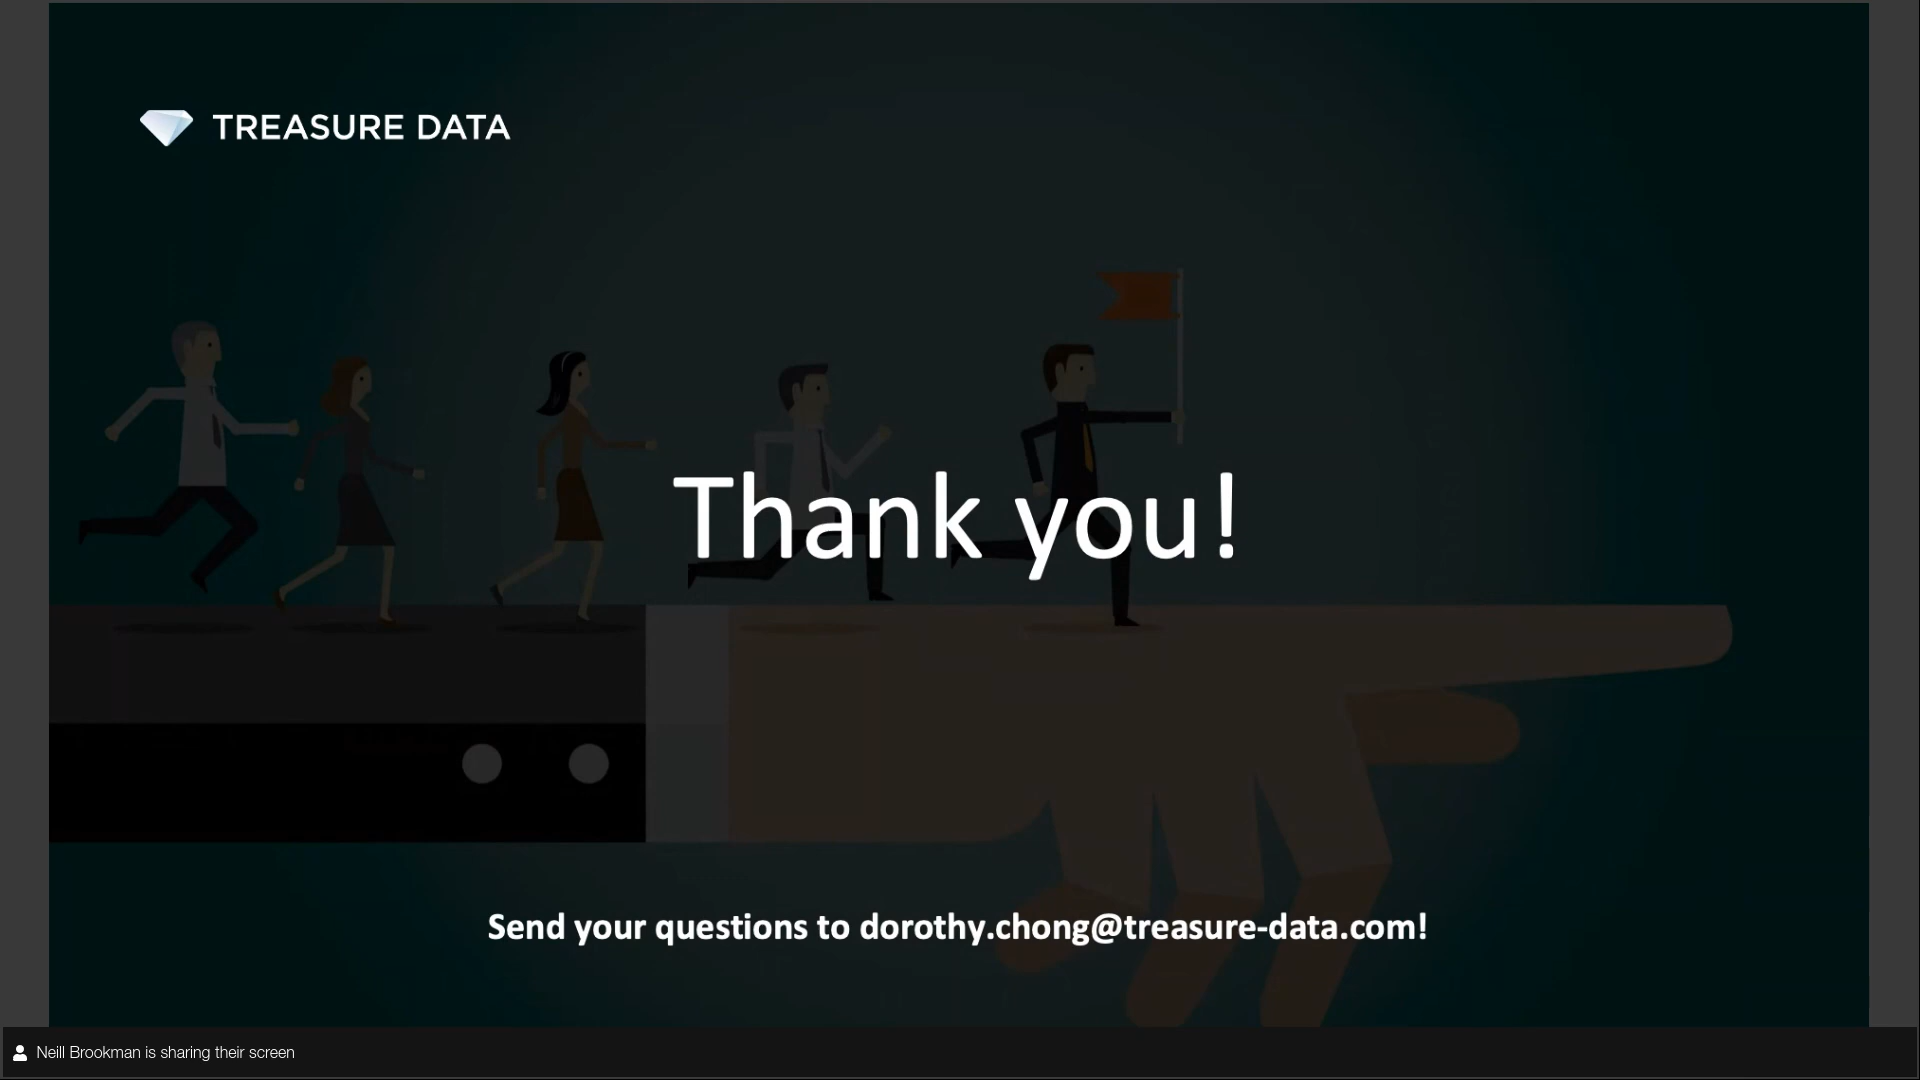 TREASURE DATA
Thank you!
Send your questions to dorothy.chong@treasure-data.com!
Neill Brookman is sharing their screen